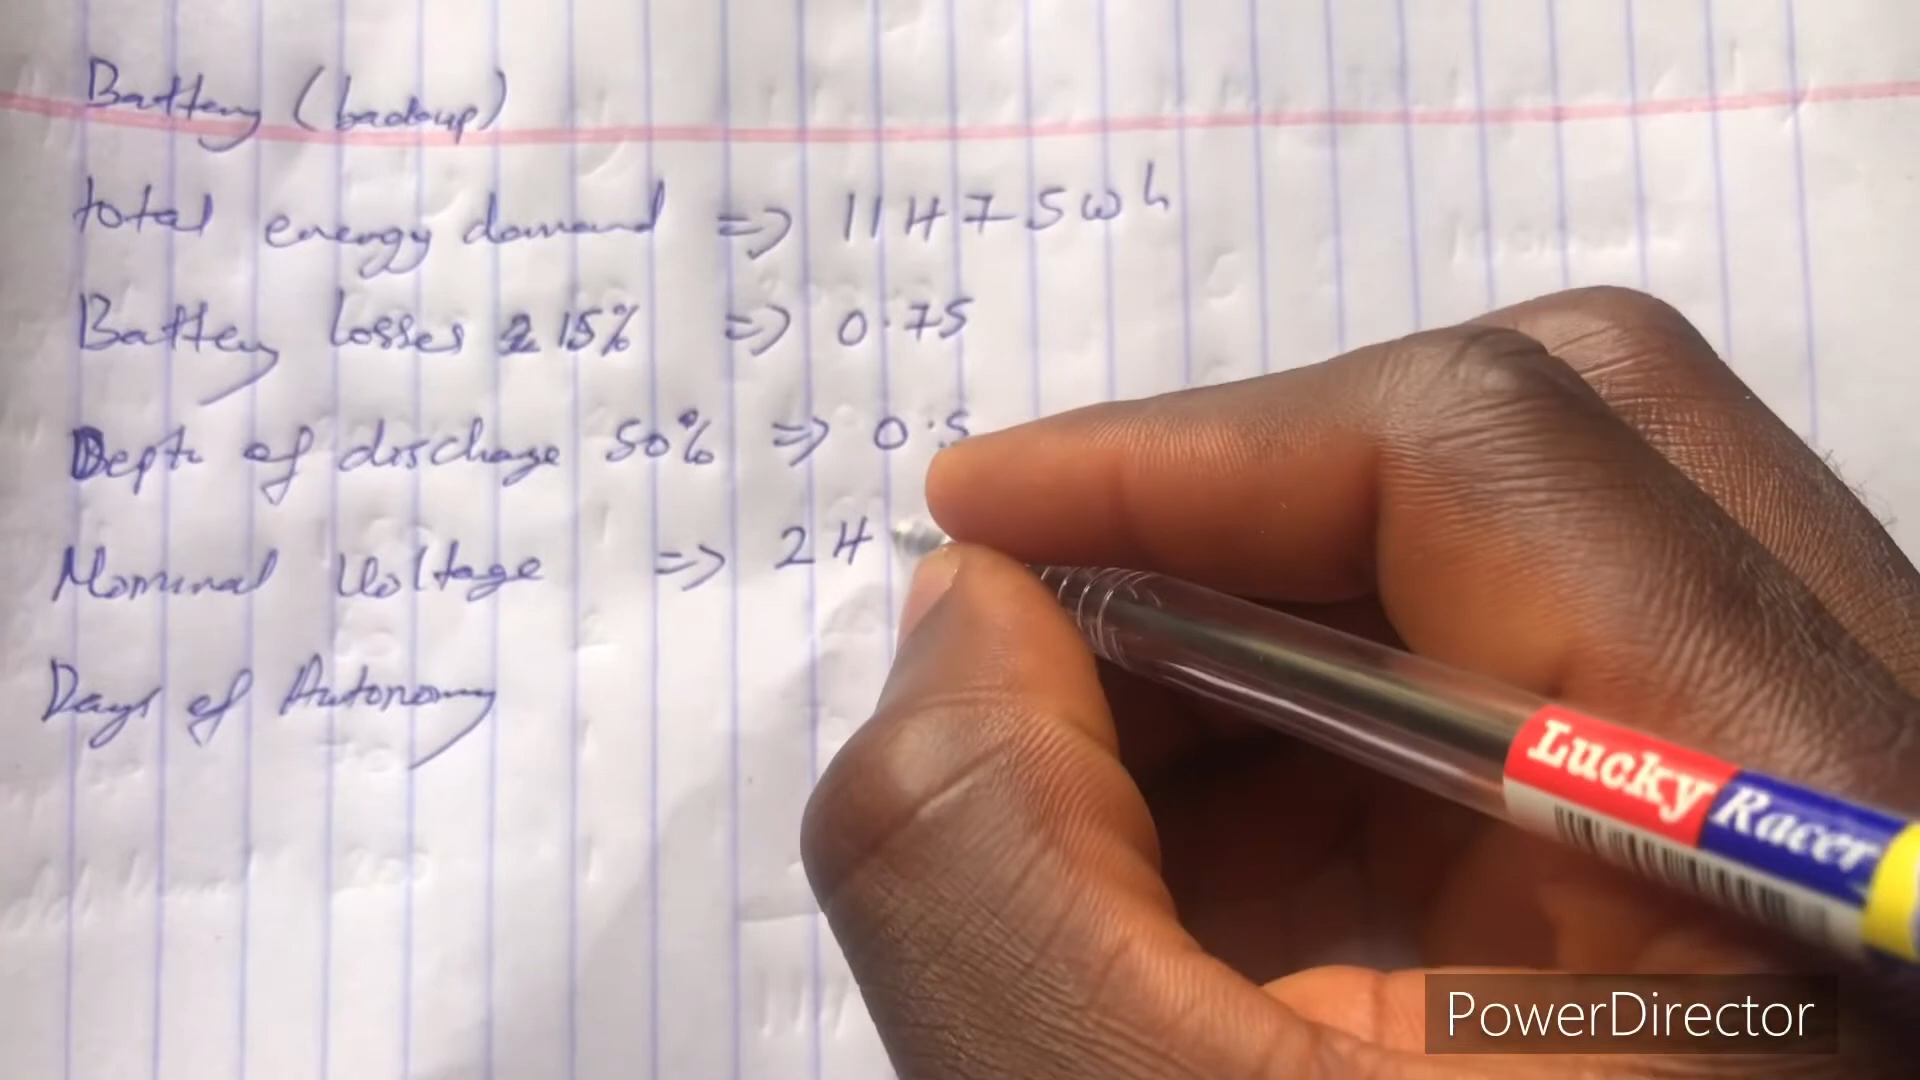 Battery (backup)
total energy demand => 11475wh
Battery losses 15% => 0.75
Depth of discharge 50% => 0.5
Nominal Voltage => 24
Days of Autonomy
Lucky Racer
PowerDirector